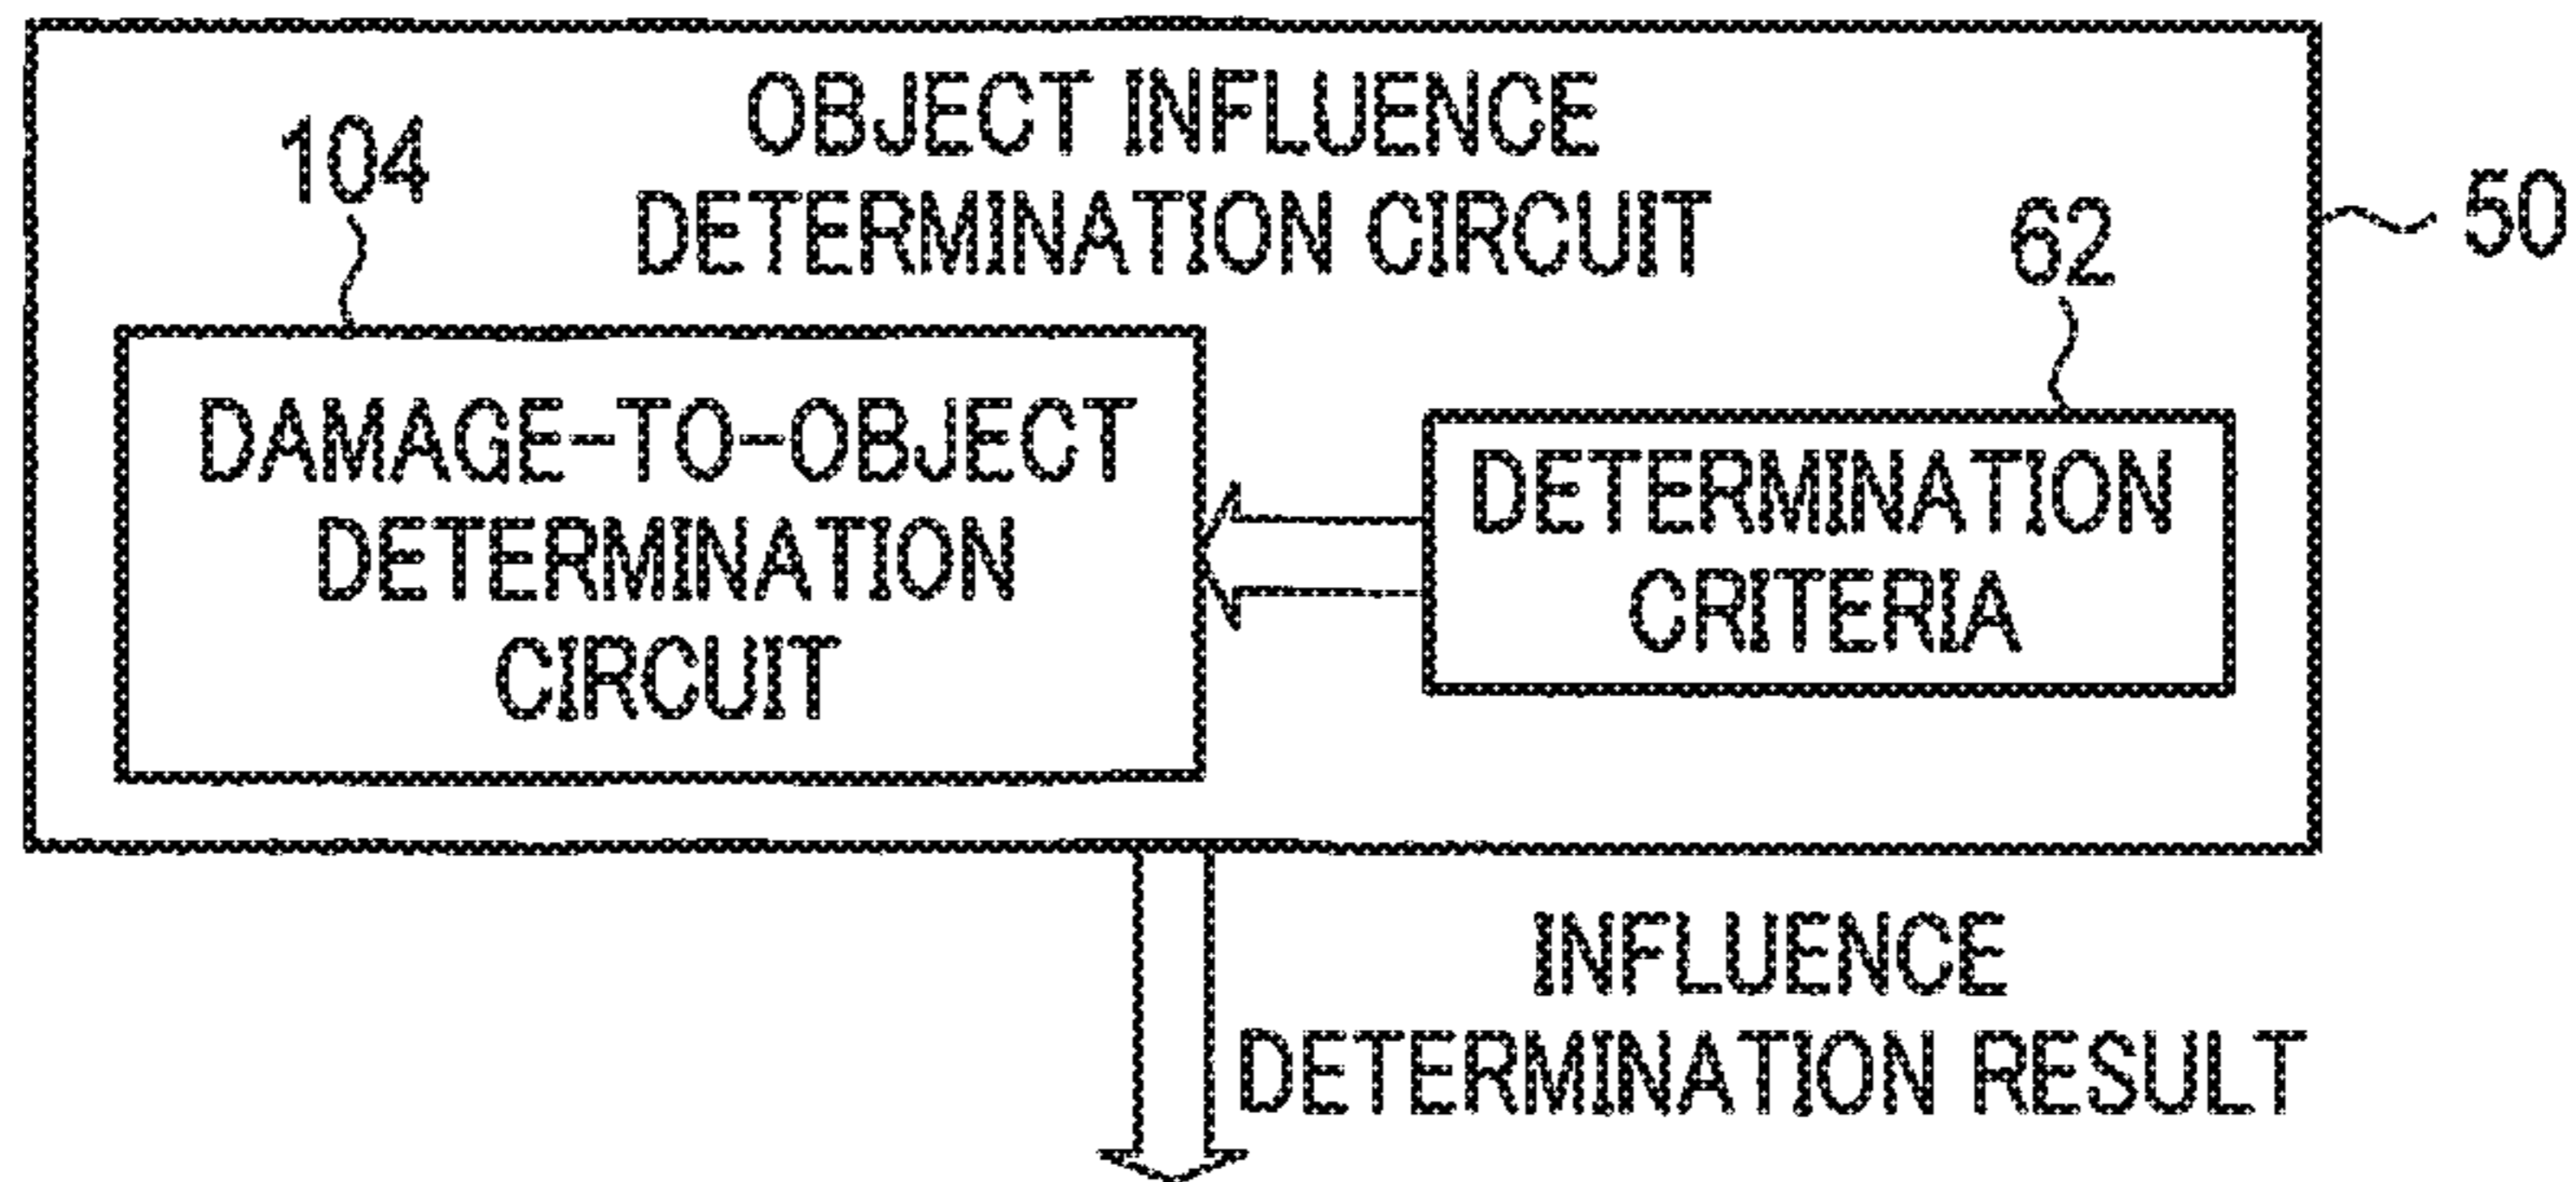 OBJECT INFLUENCE
DETERMINATION CIRCUIT
104
62
50
DAMAGE-TO-OBJECT
DETERMINATION
CIRCUIT
DETERMINATION
CRITERIA
INFLUENCE
DETERMINATION RESULT